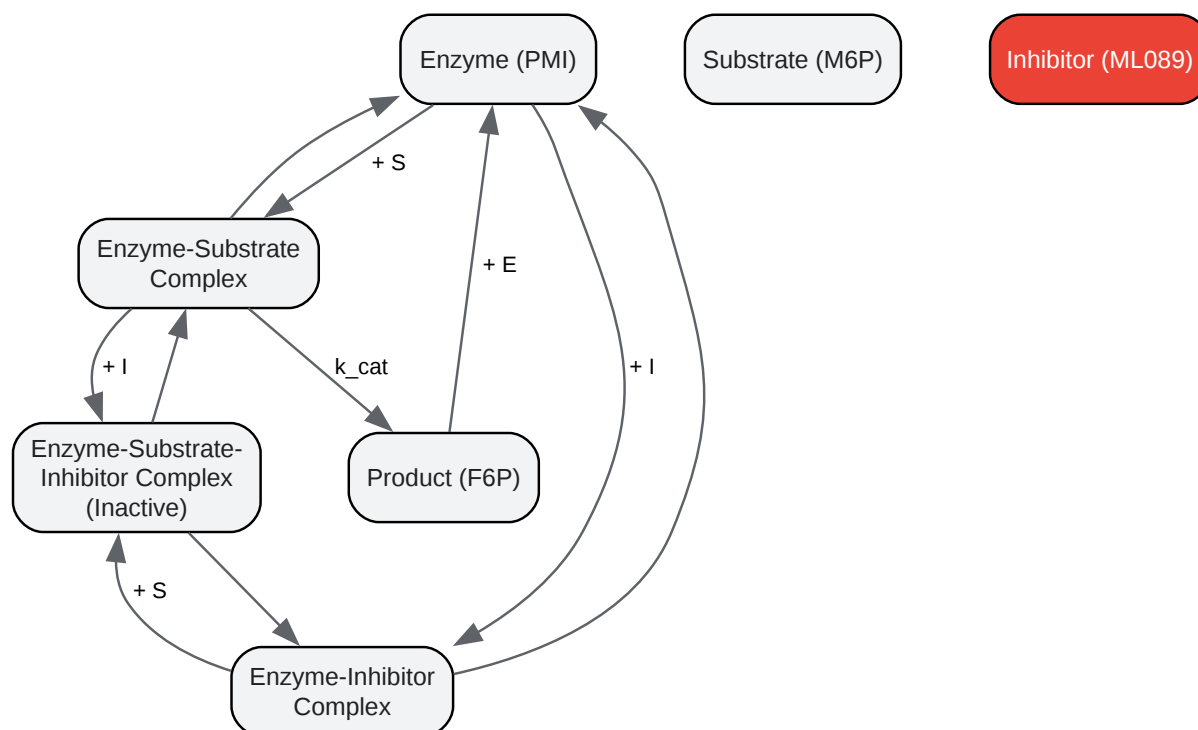 Enzyme (PMI)
Substrate (M6P)
Inhibitor (ML089)
+ S
Enzyme-Substrate
Complex
+ E
+ I
k_cat
+ I
Enzyme-Substrate-
Inhibitor Complex
(Inactive)
Product (F6P)
+ S
Enzyme-Inhibitor
Complex